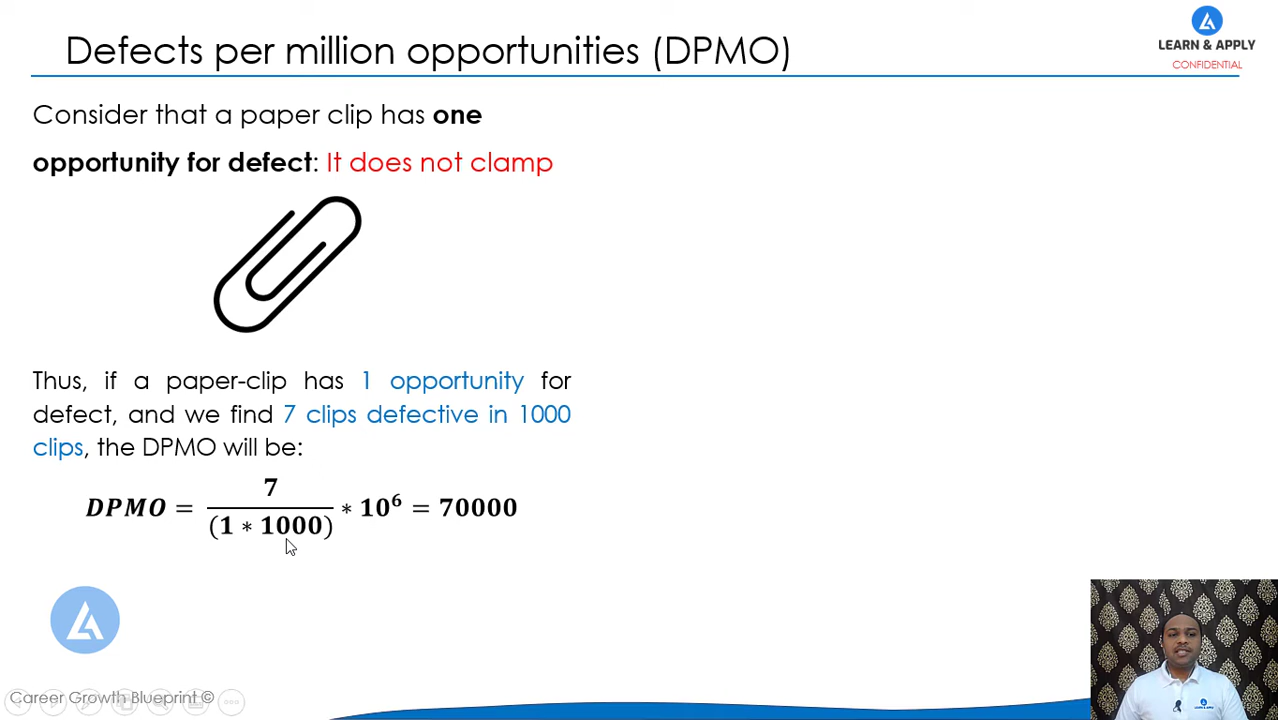 Defects per million opportunities (DPMO)
LEARN & APPLY
CONFIDENTIAL
Consider that a paper clip has one
opportunity for defect: It does not clamp
Thus, if a paper-clip has 1 opportunity for
defect, and we find 7 clips defective in 1000
clips, the DPMO will be:
DPMO = 7 / (1 * 1000) * 10⁶ = 70000
Career Growth Blueprint ©
LEARN & APPLY